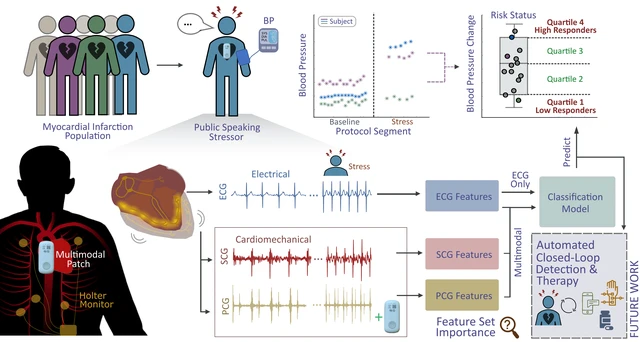 Myocardial Infarction
Population
...
BP
Public Speaking
Stressor
Subject
Blood Pressure
Baseline
Stress
Protocol Segment
Risk Status
Blood Pressure Change
Quartile 4
High Responders
Quartile 3
Quartile 2
Quartile 1
Low Responders
Predict
Multimodal
Patch
Holter
Monitor
Electrical
Stress
ECG
ECG Features
ECG
Only
Classification
Model
Cardiomechanical
SCG
SCG Features
PCG
+
PCG Features
Multimodal
Feature Set
Importance
?
Automated
Closed-Loop
Detection &
Therapy
FUTURE WORK